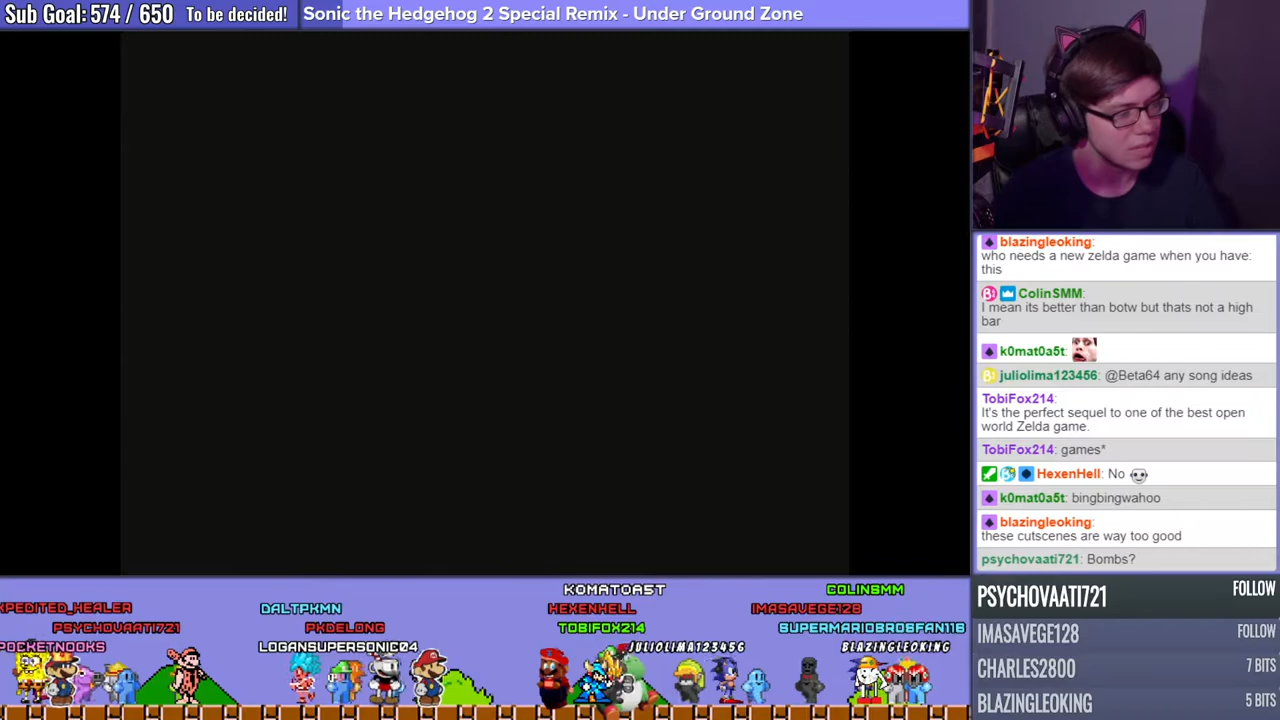 Sub Goal: 574 / 650 To be decided! Sonic the Hedgehog 2 Special Remix - Under Ground Zone
blazingleoking:
who needs a new zelda game when you have:
this
ColinSMM:
I mean its better than botw but thats not a high
bar
k0mat0a5t:
juliolima123456: @Beta64 any song ideas
TobiFox214:
It's the perfect sequel to one of the best open
world Zelda game.
TobiFox214: games*
HexenHell: No
k0mat0a5t: bingbingwahoo
blazingleoking:
these cutscenes are way too good
psychovaati721: Bombs?
PSYCHOVAATI721 FOLLOW
IMASAVEGE128 FOLLOW
CHARLES2800 7 BITS
BLAZINGLEOKING 5 BITS
K0MAT0A5T COLINSMM
XPEDITED_HEALER DALTPKMN HEXENHELL IMASAVEGE128
PSYCHOVAATI721 PKDELONG TOBIFOX214 SUPERMARIOBROSFAN116
POCKETNOOKS LOGANSUPERSONIC04 JULIOLIMA123456 BLAZINGLEOKING